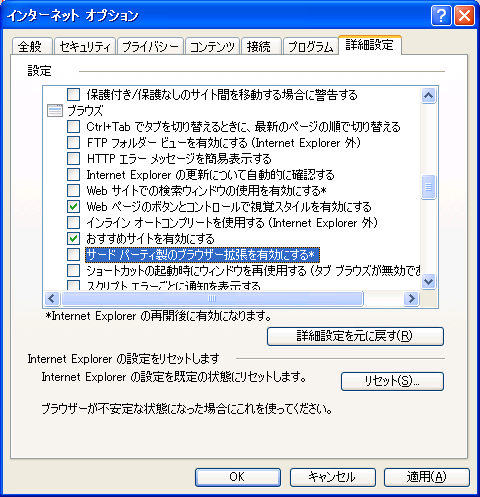 インターネット オプション
全般 セキュリティ プライバシー コンテンツ 接続 プログラム 詳細設定
設定
保護付き/保護なしのサイト間を移動する場合に警告する
ブラウズ
Ctrl+Tab でタブを切り替えるときに、最新のページの順で切り替える
FTP フォルダー ビューを有効にする (Internet Explorer 外)
HTTP エラー メッセージを簡易表示する
Internet Explorer の更新について自動的に確認する
Web サイトでの検索ウィンドウの使用を有効にする*
Web ページのボタンとコントロールで視覚スタイルを有効にする
インライン オートコンプリートを使用する (Internet Explorer 外)
おすすめサイトを有効にする
サード パーティ製のブラウザー拡張を有効にする*
ショートカットの起動時にウィンドウを再使用する (タブ ブラウズが無効であ
スクリプト エラーごとに通知を表示する
*Internet Explorer の再開後に有効になります。
詳細設定を元に戻す(R)
Internet Explorer の設定をリセットします
Internet Explorer の設定を既定の状態にリセットします。
リセット(S)...
ブラウザーが不安定な状態になった場合にこれを使ってください。
OK キャンセル 適用(A)